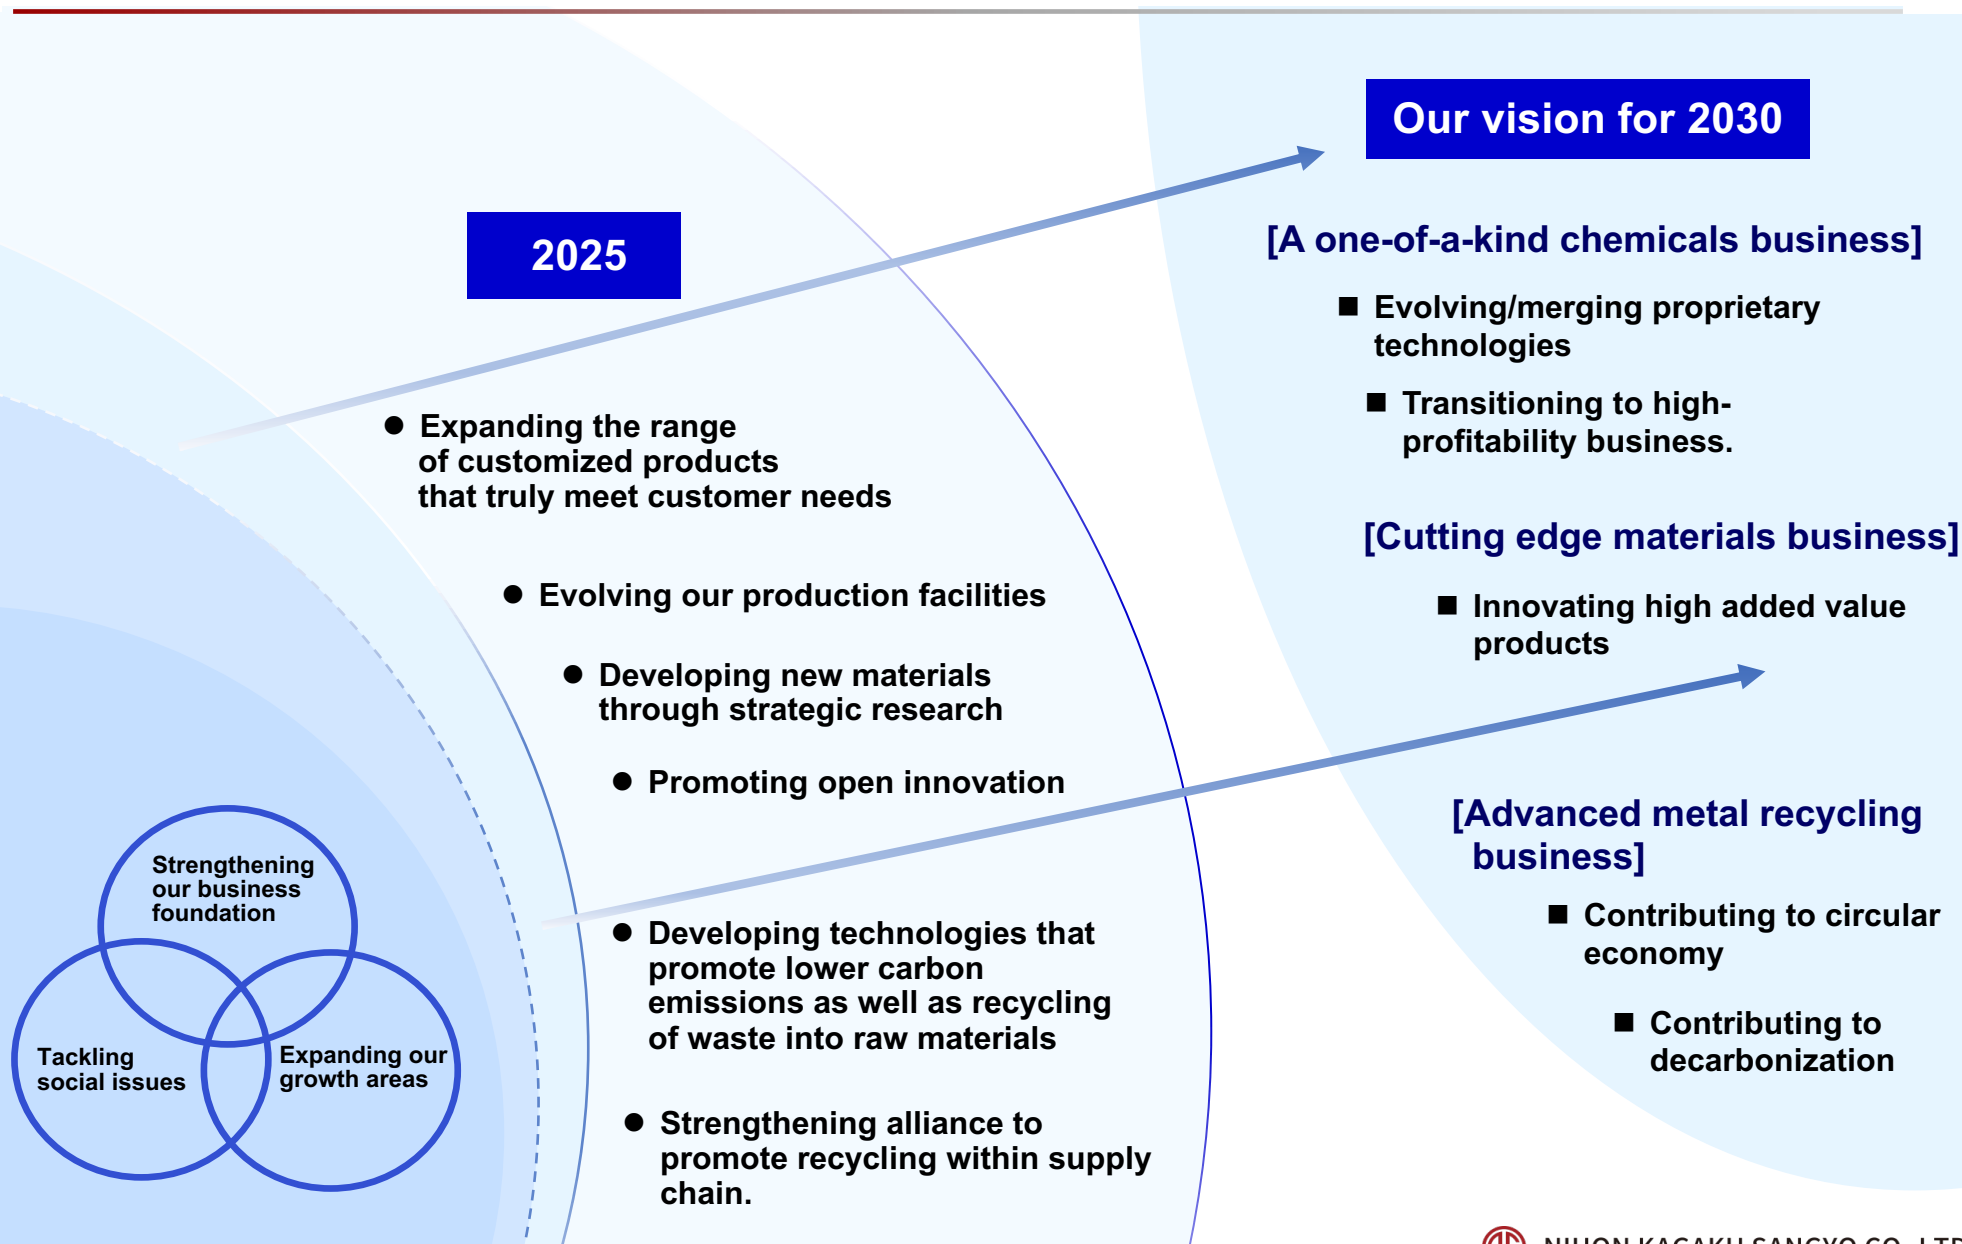 Our vision for 2030
2025
[A one-of-a-kind chemicals business]
■ Evolving/merging proprietary
technologies
■ Transitioning to high-
profitability business.
[Cutting edge materials business]
■ Innovating high added value
products
[Advanced metal recycling
business]
■ Contributing to circular
economy
■ Contributing to
decarbonization
● Expanding the range
of customized products
that truly meet customer needs
● Evolving our production facilities
● Developing new materials
through strategic research
● Promoting open innovation
● Developing technologies that
promote lower carbon
emissions as well as recycling
of waste into raw materials
● Strengthening alliance to
promote recycling within supply
chain.
Strengthening
our business
foundation
Tackling
social issues
Expanding our
growth areas
NIHON KAGAKU SANGYO CO., LTD